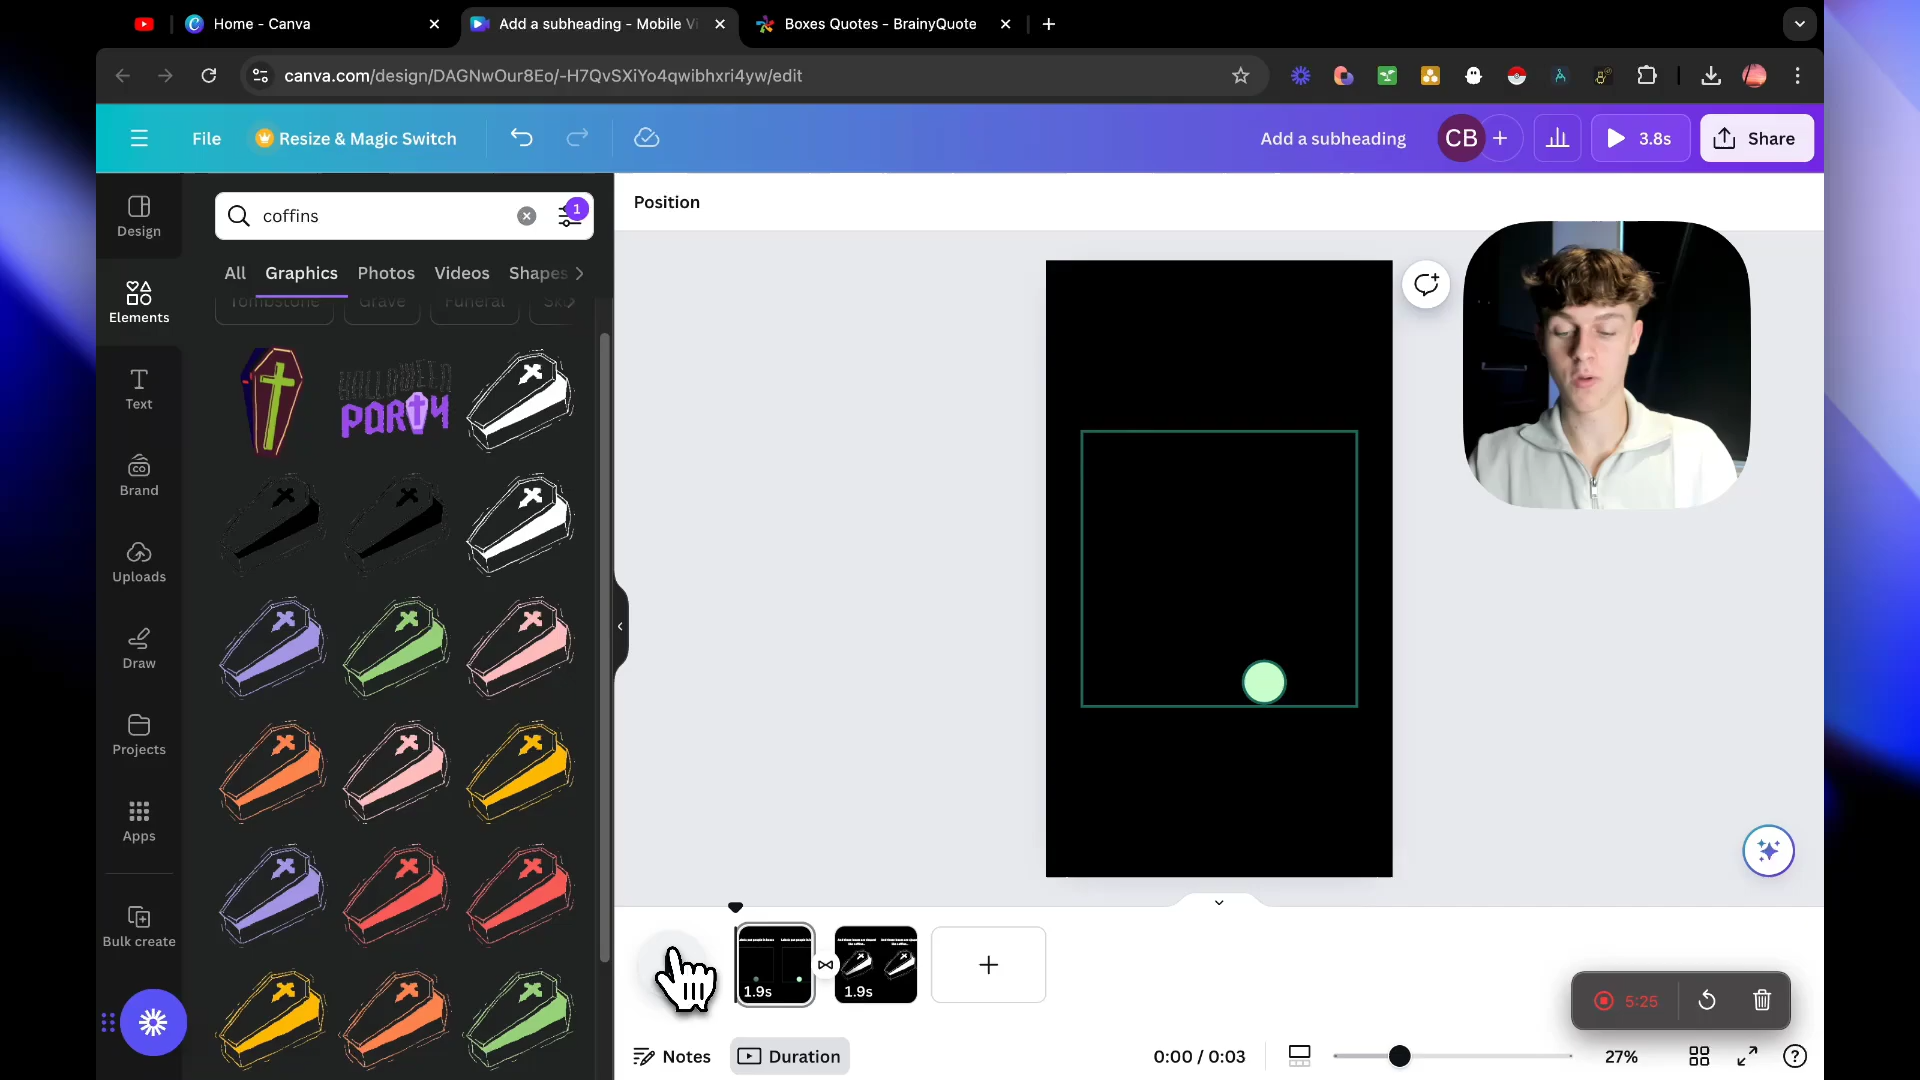 Home - Canva
Add a subheading - Mobile Vi
Boxes Quotes - BrainyQuote
canva.com/design/DAGNwOur8Eo/-H7QvSXiYo4qwibhxri4yw/edit
File
Resize & Magic Switch
Add a subheading
CB
3.8s
Share
Design
Elements
Text
Brand
Uploads
Draw
Projects
Apps
Bulk create
coffins
1
All
Graphics
Photos
Videos
Shapes
Tombstone
Grave
Funeral
HALLOWEEN
PARTY
Position
1.9s
1.9s
5:25
Notes
Duration
0:00 / 0:03
27%